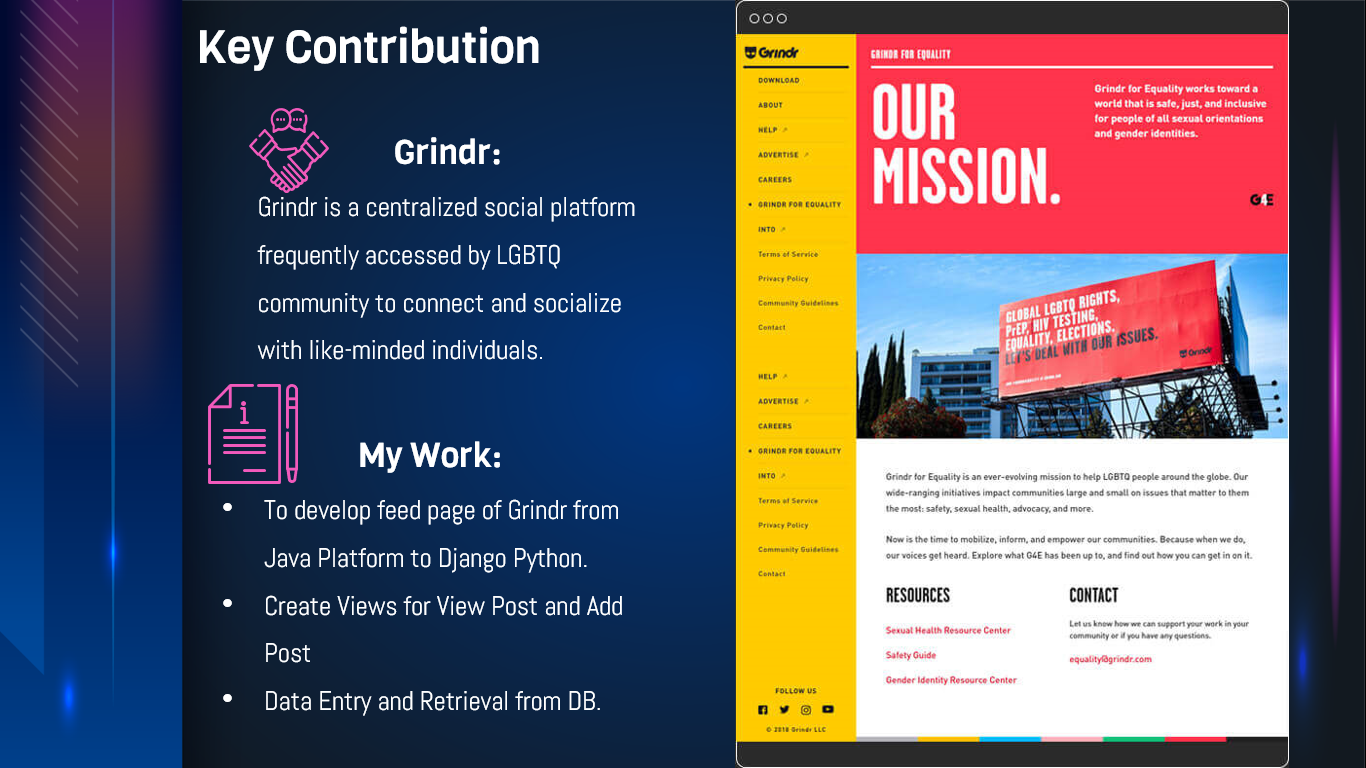 Key Contribution
Grindr:
Grindr is a centralized social platform
frequently accessed by LGBTQ
community to connect and socialize
with like-minded individuals.
My Work:
• To develop feed page of Grindr from
Java Platform to Django Python.
• Create Views for View Post and Add
Post
• Data Entry and Retrieval from DB.
Grindr
DOWNLOAD
ABOUT
HELP ↗
ADVERTISE ↗
CAREERS
• GRINDR FOR EQUALITY
INTO ↗
Terms of Service
Privacy Policy
Community Guidelines
Contact
HELP ↗
ADVERTISE ↗
CAREERS
• GRINDR FOR EQUALITY
INTO ↗
Terms of Service
Privacy Policy
Community Guidelines
Contact
FOLLOW US
© 2018 Grindr LLC
GRINDR FOR EQUALITY
OUR
MISSION.
Grindr for Equality works toward a
world that is safe, just, and inclusive
for people of all sexual orientations
and gender identities.
G4E
GLOBAL LGBTQ RIGHTS,
PrEP, HIV TESTING,
EQUALITY, ELECTIONS.
LET'S DEAL WITH OUR ISSUES.
Grindr
Grindr for Equality is an ever-evolving mission to help LGBTQ people around the globe. Our
wide-ranging initiatives impact communities large and small on issues that matter to them
the most: safety, sexual health, advocacy, and more.
Now is the time to mobilize, inform, and empower our communities. Because when we do,
our voices get heard. Explore what G4E has been up to, and find out how you can get in on it.
RESOURCES
Sexual Health Resource Center
Safety Guide
Gender Identity Resource Center
CONTACT
Let us know how we can support your work in your
community or if you have any questions.
equality@grindr.com